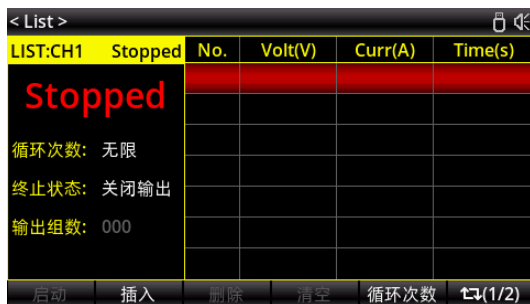 < List >
LIST:CH1 Stopped No. Volt(V) Curr(A) Time(s)
Stopped
循环次数: 无限
终止状态: 关闭输出
输出组数: 000
启动 插入 删除 清空 循环次数 (1/2)